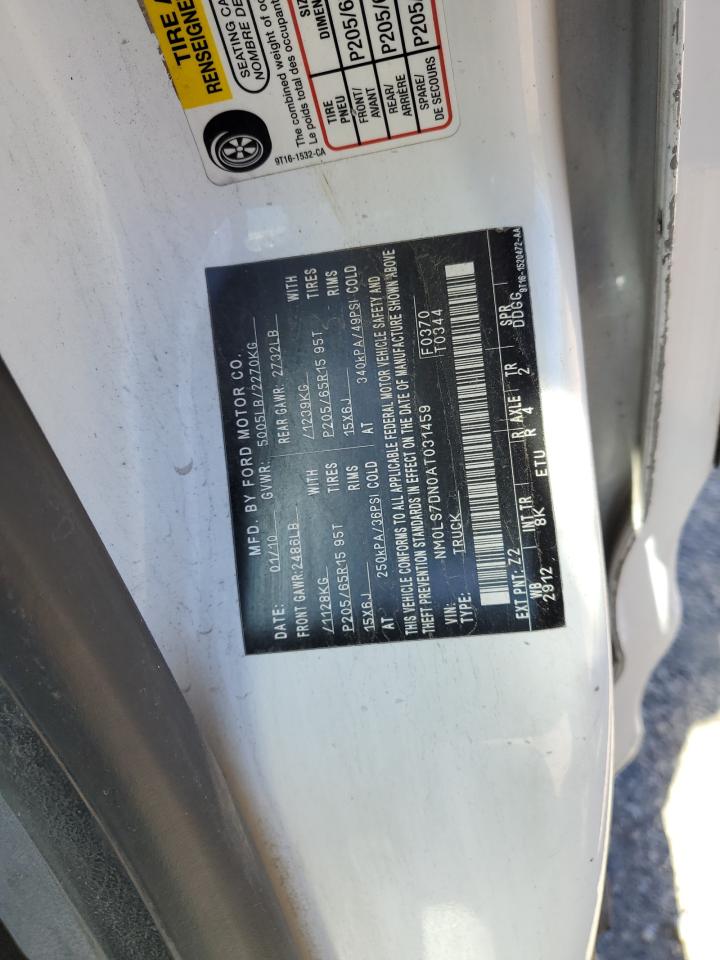 TIRE
RENSEIGNE
SEATING CA
NOMBRE DE
The combined weight of oc
Le poids total des occupant
TIRE
PNEU
SIZ
DIMEN
FRONT/
AVANT
P205/6
REAR/
ARRIÈRE
P205/6
SPARE/
DE SECOURS
P205/
9T16-1532-CA
MFD. BY FORD MOTOR CO.
DATE: 01/10 GVWR: 5005LB/2270KG
FRONT GAWR: 2486LB REAR GAWR: 2732LB
/1128KG WITH /1239KG WITH
P205/65R15 95T TIRES P205/65R15 95T TIRES
15X6J RIMS 15X6J RIMS
AT 250kPA/36PSI COLD AT 340kPA/49PSI COLD
THIS VEHICLE CONFORMS TO ALL APPLICABLE FEDERAL MOTOR VEHICLE SAFETY AND
THEFT PREVENTION STANDARDS IN EFFECT ON THE DATE OF MANUFACTURE SHOWN ABOVE
VIN: NM0LS7DN0AT031459 F0370
TYPE: TRUCK T0344
EXT PNT: Z2 INT TR R AXLE TR SPR
WB 8K ETU R 4 2 DDGG
2912
9T16-1520472-AA